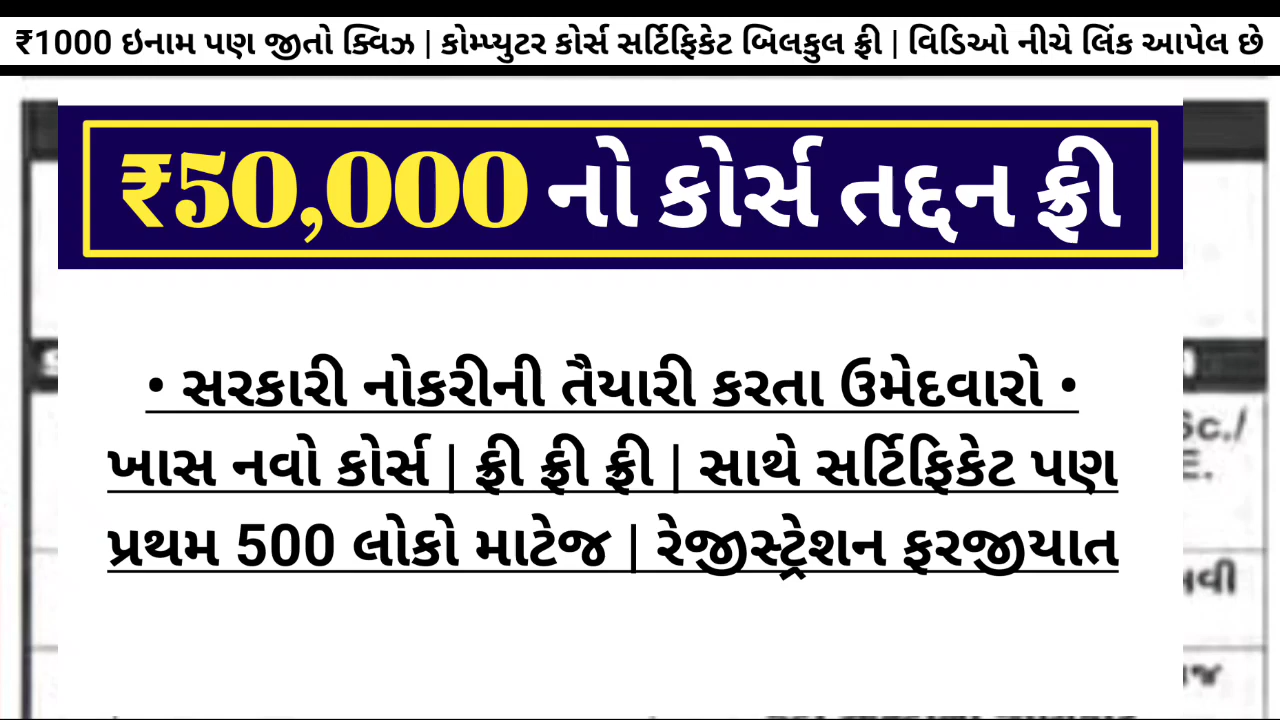 ₹1000 ઇનામ પણ જીતો ક્વિઝ | કોમ્પ્યુટર કોર્સ સર્ટિફિકેટ બિલકુલ ફ્રી | વિડિઓ નીચે લિંક આપેલ છે
₹50,000 નો કોર્સ તદ્દન ફ્રી
• સરકારી નોકરીની તૈયારી કરતા ઉમેદવારો •
ખાસ નવો કોર્સ | ફ્રી ફ્રી ફ્રી | સાથે સર્ટિફિકેટ પણ
પ્રથમ 500 લોકો માટેજ | રેજીસ્ટ્રેશન ફરજીયાત